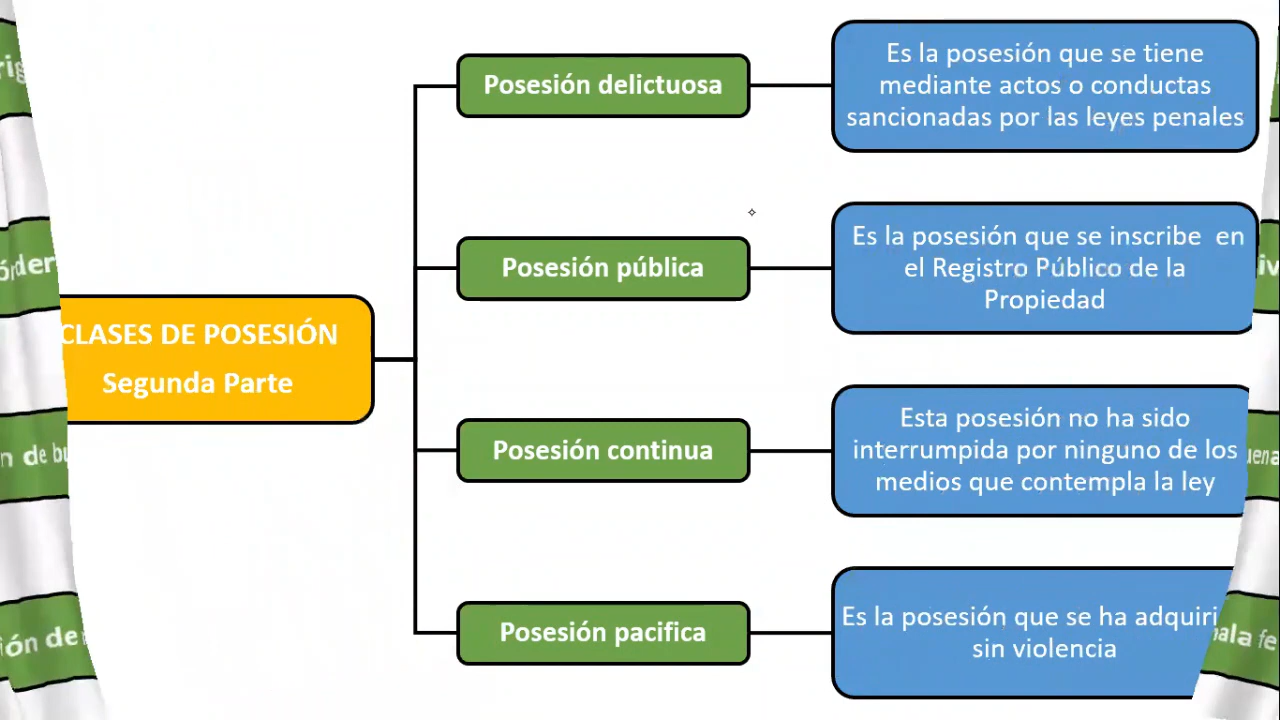 CLASES DE POSESIÓN
Segunda Parte
Posesión delictuosa
Es la posesión que se tiene
mediante actos o conductas
sancionadas por las leyes penales
Posesión pública
Es la posesión que se inscribe  en
el Registro Público de la
Propiedad
Posesión continua
Esta posesión no ha sido
interrumpida por ninguno de los
medios que contempla la ley
Posesión pacifica
Es la posesión que se ha adquiri
sin violencia
ala fe